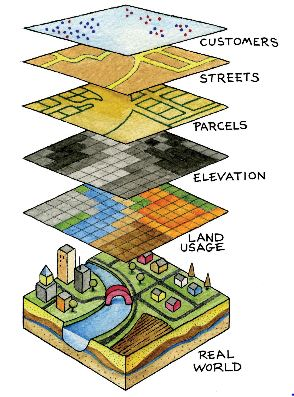 CUSTOMERS
STREETS
PARCELS
ELEVATION
LAND
USAGE
REAL
WORLD